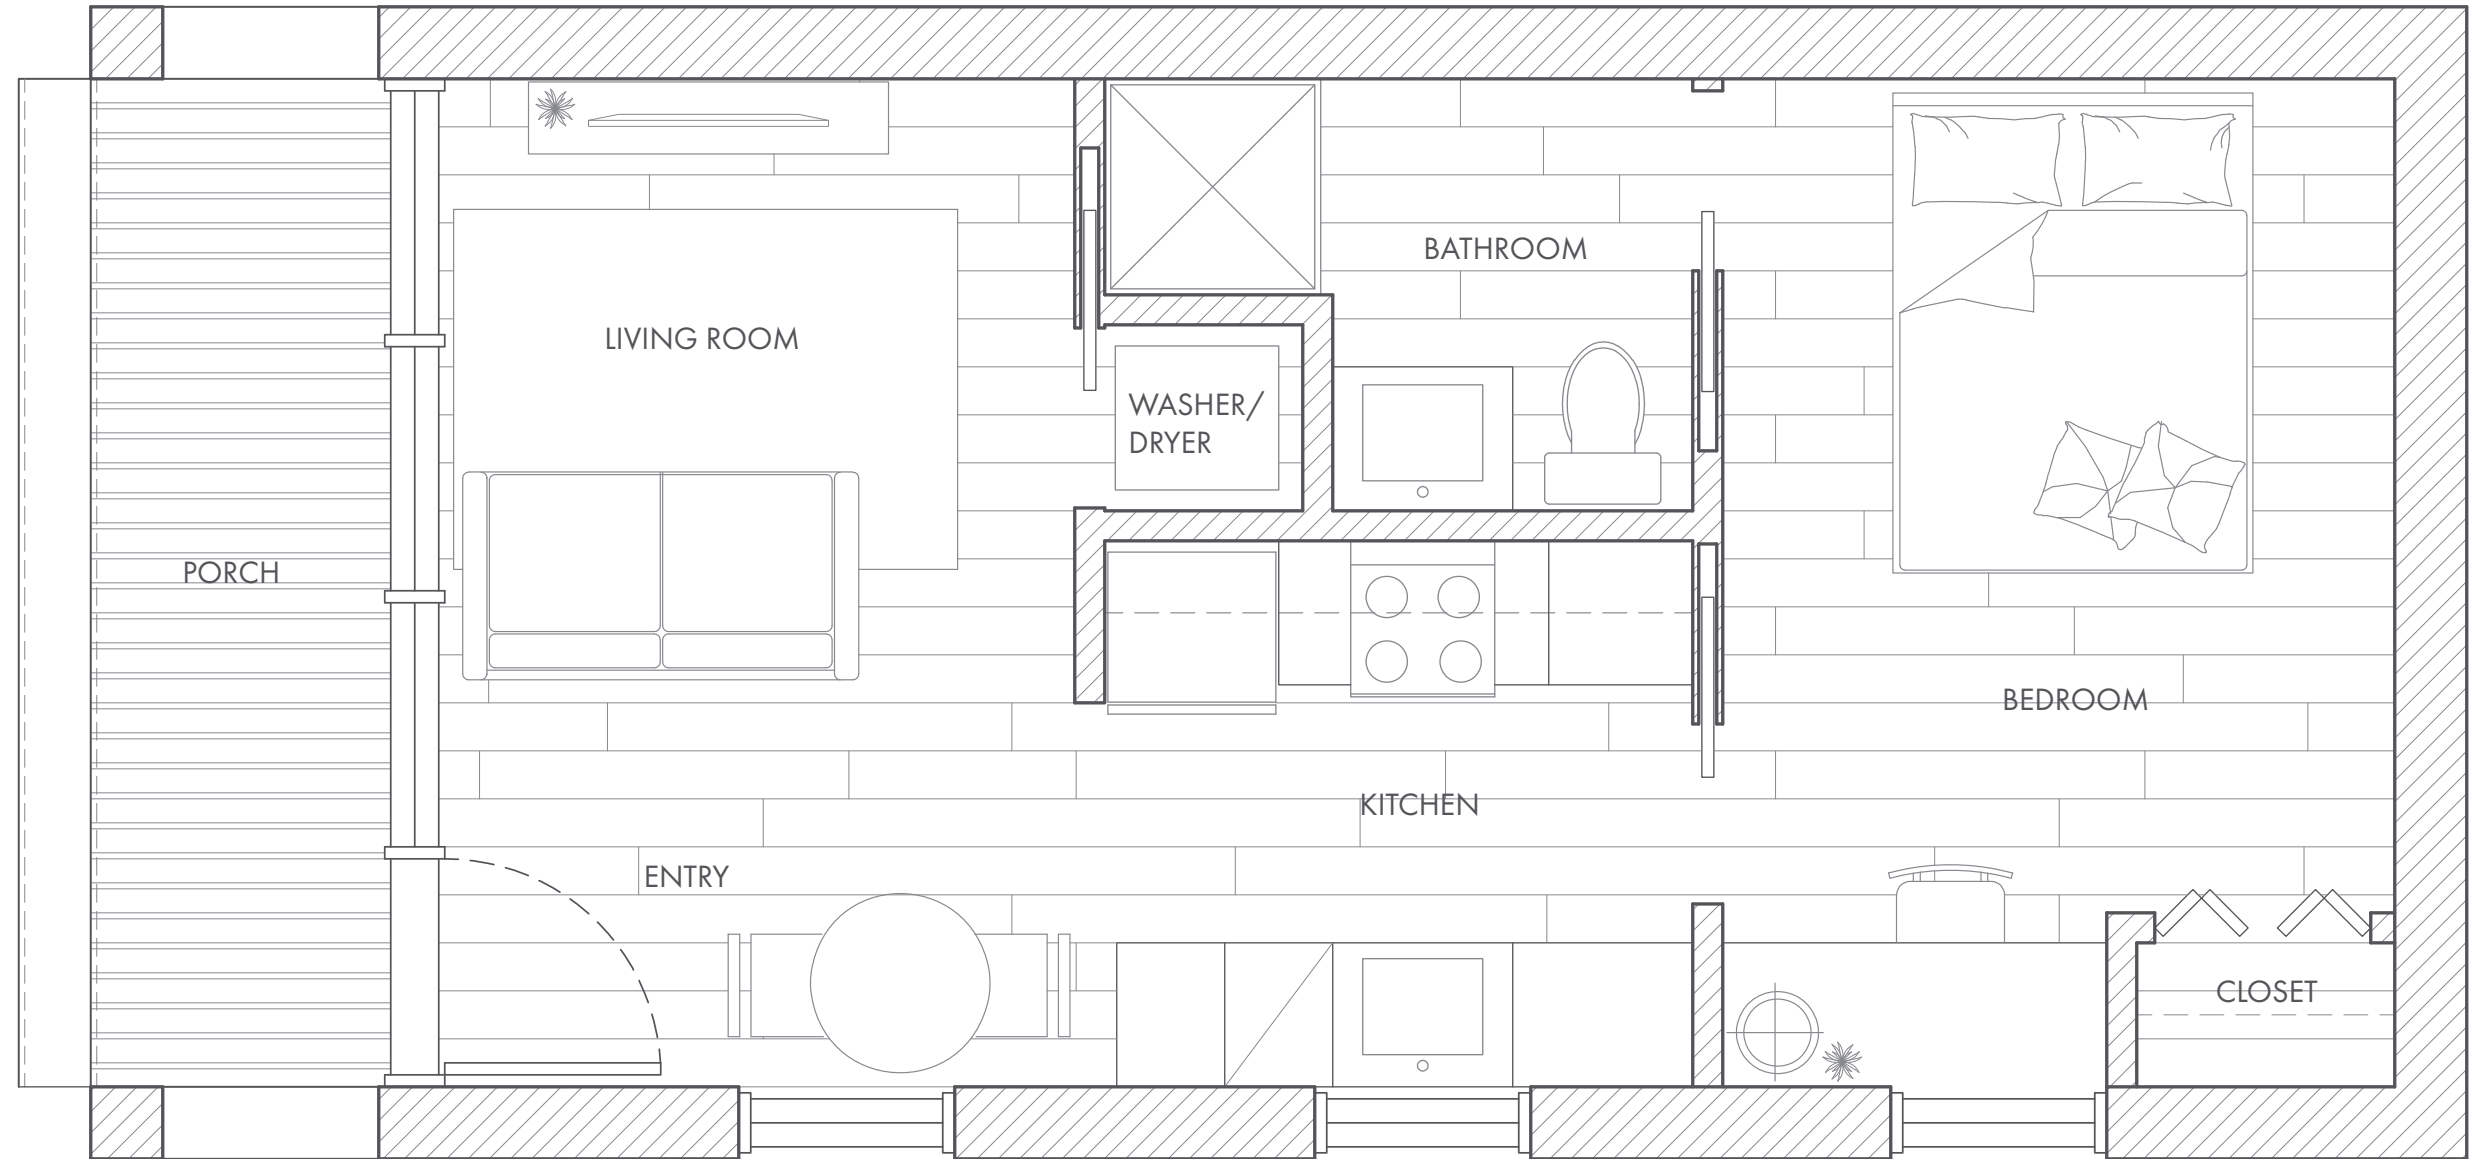 BATHROOM
LIVING ROOM
WASHER/
DRYER
PORCH
BEDROOM
KITCHEN
ENTRY
CLOSET